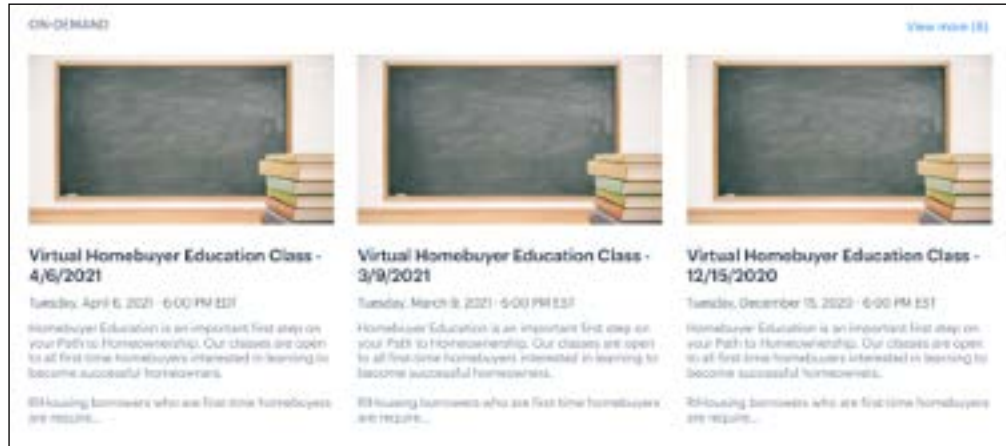 ON-DEMAND
View more (8)
Virtual Homebuyer Education Class -
4/6/2021
Tuesday, April 6, 2021 · 6:00 PM EDT
Homebuyer Education is an important first step on
your Path to Homeownership. Our classes are open
to all first-time homebuyers interested in learning to
become successful homeowners.
RIHousing borrowers who are first-time homebuyers
are require...
Virtual Homebuyer Education Class -
3/9/2021
Tuesday, March 9, 2021 · 6:00 PM EST
Homebuyer Education is an important first step on
your Path to Homeownership. Our classes are open
to all first-time homebuyers interested in learning to
become successful homeowners.
RIHousing borrowers who are first-time homebuyers
are require...
Virtual Homebuyer Education Class -
12/15/2020
Tuesday, December 15, 2020 · 6:00 PM EST
Homebuyer Education is an important first step on
your Path to Homeownership. Our classes are open
to all first-time homebuyers interested in learning to
become successful homeowners.
RIHousing borrowers who are first-time homebuyers
are require...